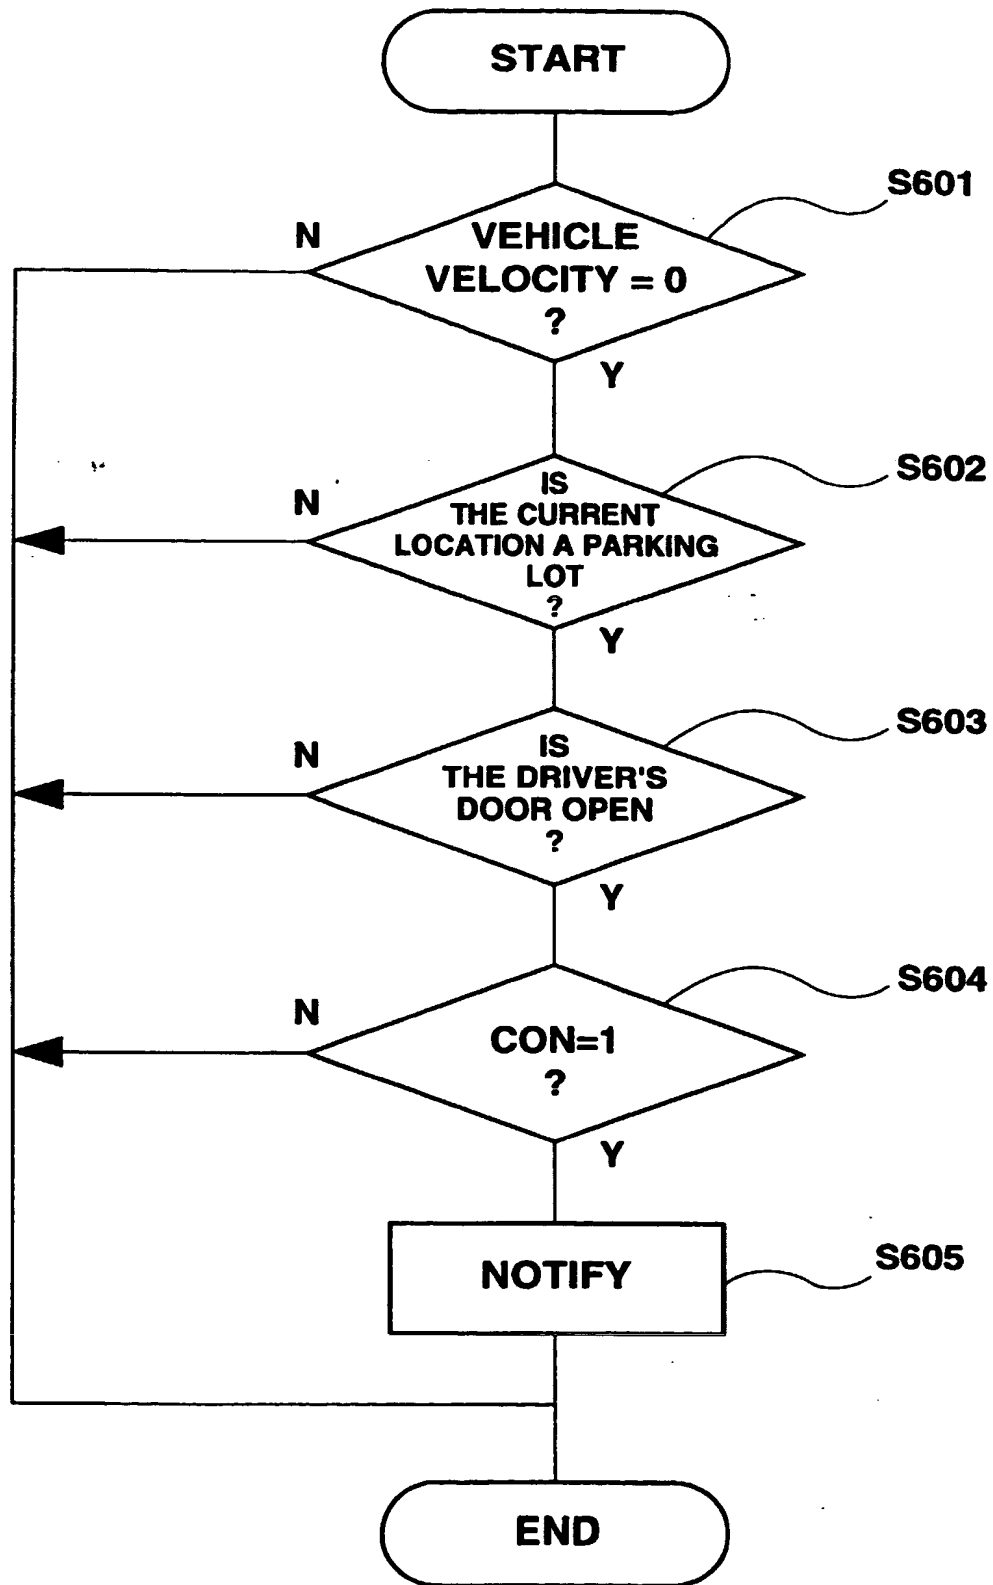 START
S601
N
VEHICLE
VELOCITY = 0
?
Y
S602
N
IS
THE CURRENT
LOCATION A PARKING
LOT
?
Y
S603
N
IS
THE DRIVER'S
DOOR OPEN
?
Y
S604
N
CON=1
?
Y
NOTIFY
S605
END